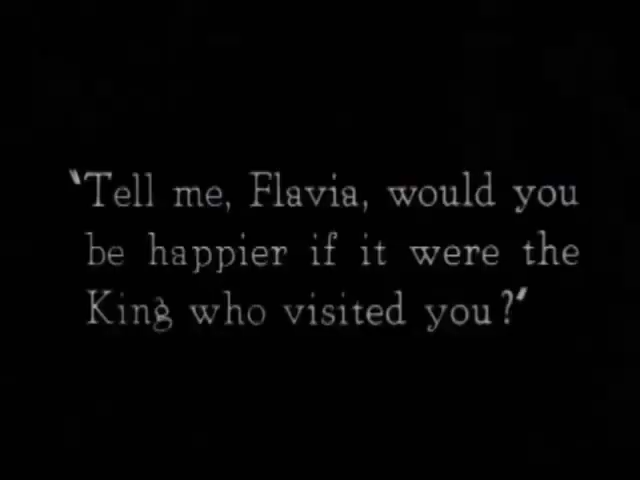 "Tell me, Flavia, would you
be happier if it were the
King who visited you?"